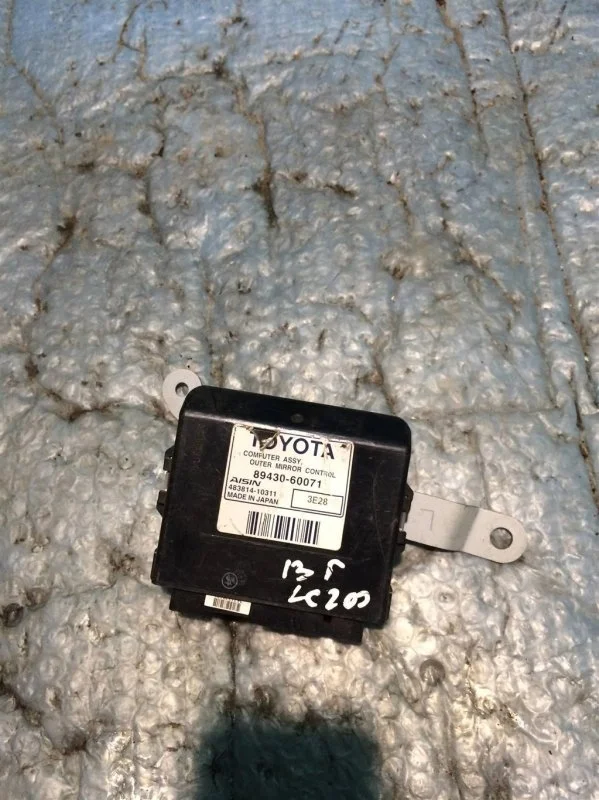 TOYOTA
COMPUTER ASSY,
OUTER MIRROR CONTROL
89430-60071
AISIN
483814-10311
MADE IN JAPAN
3E28
13 г
LC200